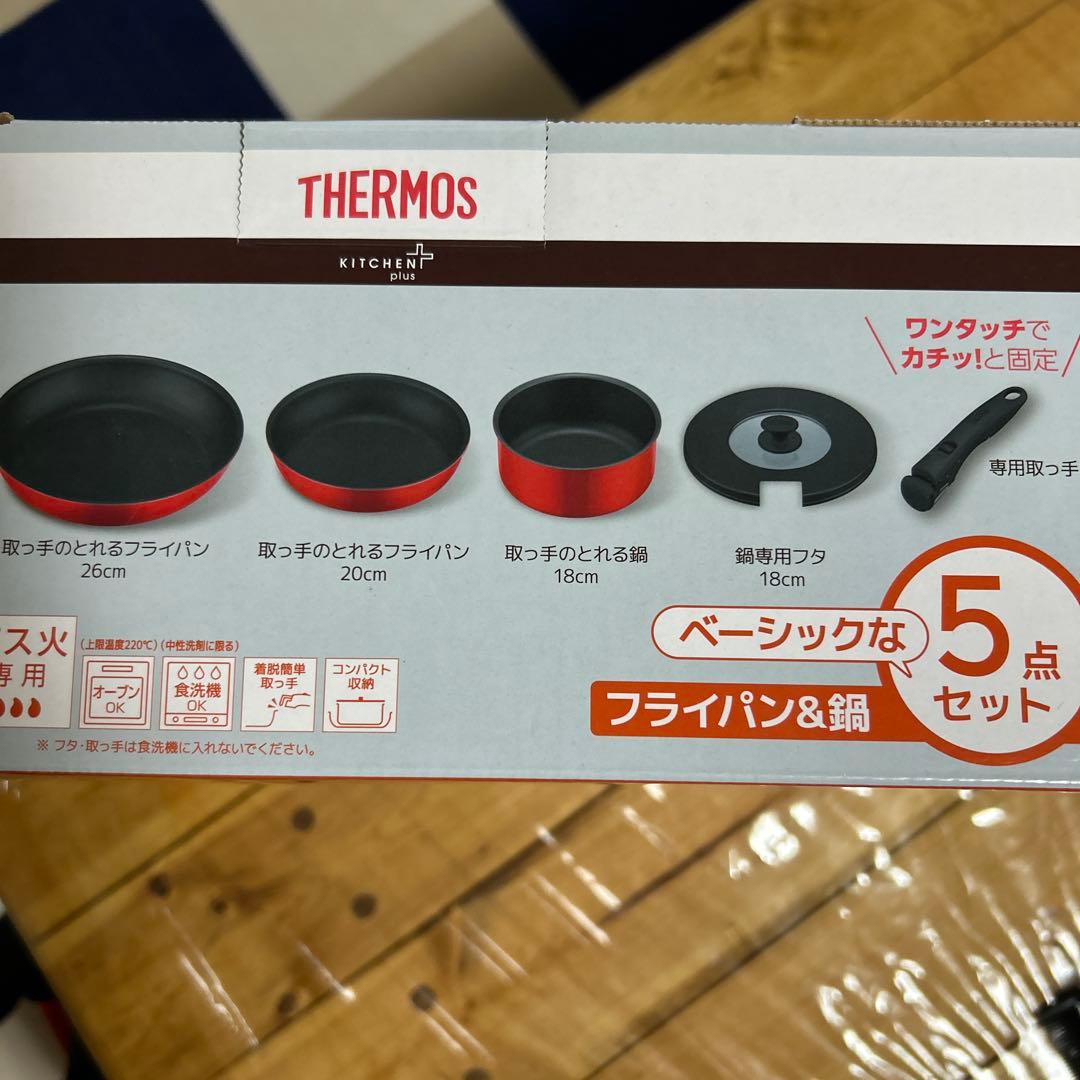 THERMOS
KITCHEN
plus
ワンタッチで
カチッ!と固定
専用取っ手
取っ手のとれるフライパン
26cm
取っ手のとれるフライパン
20cm
取っ手のとれる鍋
18cm
鍋専用フタ
18cm
ベーシックな
フライパン&鍋
5点
セット
ガス火
専用
(上限温度220℃)
オーブン
OK
(中性洗剤に限る)
食洗機
OK
着脱簡単
取っ手
コンパクト
収納
※ フタ・取っ手は食洗機に入れないでください。